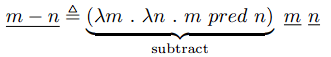 m − n ≜ (λm . λn . m pred n) m n
subtract